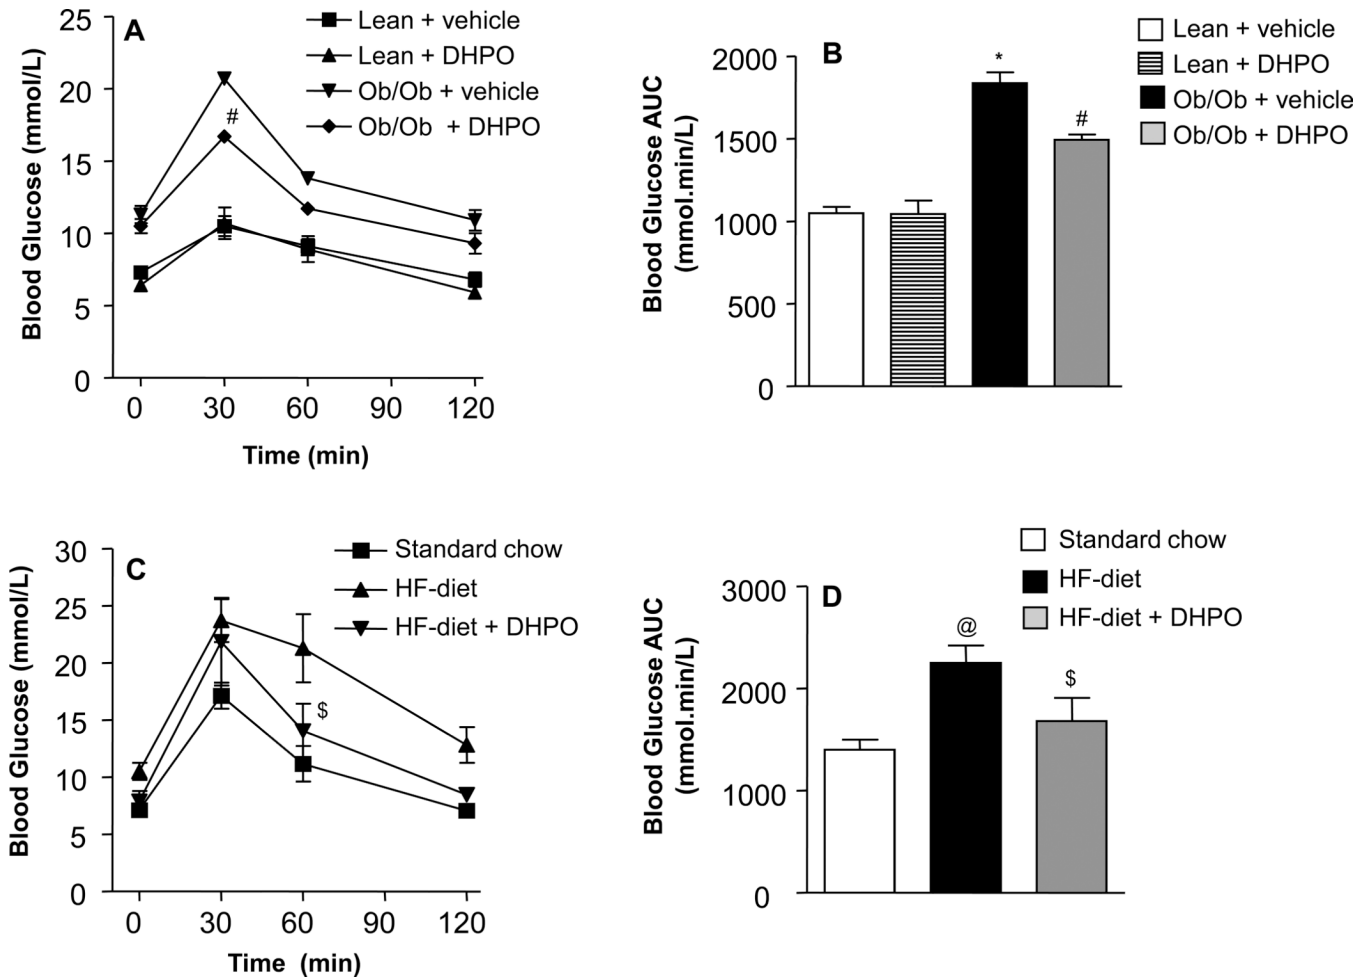 A
Lean + vehicle
Lean + DHPO
Ob/Ob + vehicle
Ob/Ob + DHPO
Blood Glucose (mmol/L)
25
20
15
10
5
0
#
0 30 60 90 120
Time (min)
B
Lean + vehicle
Lean + DHPO
Ob/Ob + vehicle
Ob/Ob + DHPO
Blood Glucose AUC
(mmol.min/L)
2000
1500
1000
500
0
*
#
C
Standard chow
HF-diet
HF-diet + DHPO
Blood Glucose (mmol/L)
30
25
20
15
10
5
0
$
0 30 60 90 120
Time (min)
D
Standard chow
HF-diet
HF-diet + DHPO
Blood Glucose AUC
(mmol.min/L)
3000
2000
1000
0
@
$